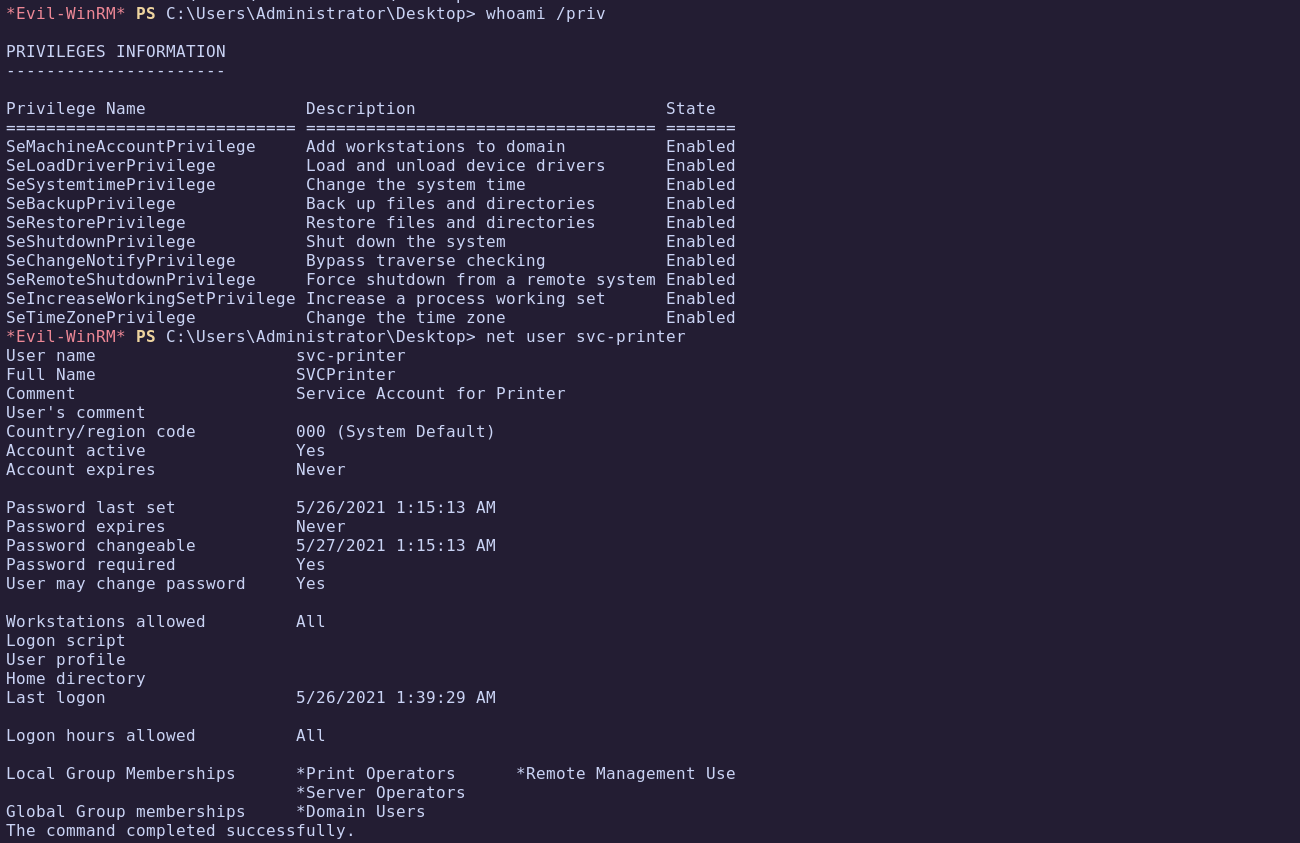 *Evil-WinRM* PS C:\Users\Administrator\Desktop> whoami /priv
PRIVILEGES INFORMATION
----------------------
Privilege Name                Description                         State
============================= =================================== =======
SeMachineAccountPrivilege     Add workstations to domain          Enabled
SeLoadDriverPrivilege         Load and unload device drivers      Enabled
SeSystemtimePrivilege         Change the system time              Enabled
SeBackupPrivilege             Back up files and directories       Enabled
SeRestorePrivilege            Restore files and directories       Enabled
SeShutdownPrivilege           Shut down the system                Enabled
SeChangeNotifyPrivilege       Bypass traverse checking            Enabled
SeRemoteShutdownPrivilege     Force shutdown from a remote system Enabled
SeIncreaseWorkingSetPrivilege Increase a process working set      Enabled
SeTimeZonePrivilege           Change the time zone                Enabled
*Evil-WinRM* PS C:\Users\Administrator\Desktop> net user svc-printer
User name                    svc-printer
Full Name                    SVCPrinter
Comment                      Service Account for Printer
User's comment
Country/region code          000 (System Default)
Account active               Yes
Account expires              Never
Password last set            5/26/2021 1:15:13 AM
Password expires             Never
Password changeable          5/27/2021 1:15:13 AM
Password required            Yes
User may change password     Yes
Workstations allowed         All
Logon script
User profile
Home directory
Last logon                   5/26/2021 1:39:29 AM
Logon hours allowed          All
Local Group Memberships      *Print Operators      *Remote Management Use
                             *Server Operators
Global Group memberships     *Domain Users
The command completed successfully.